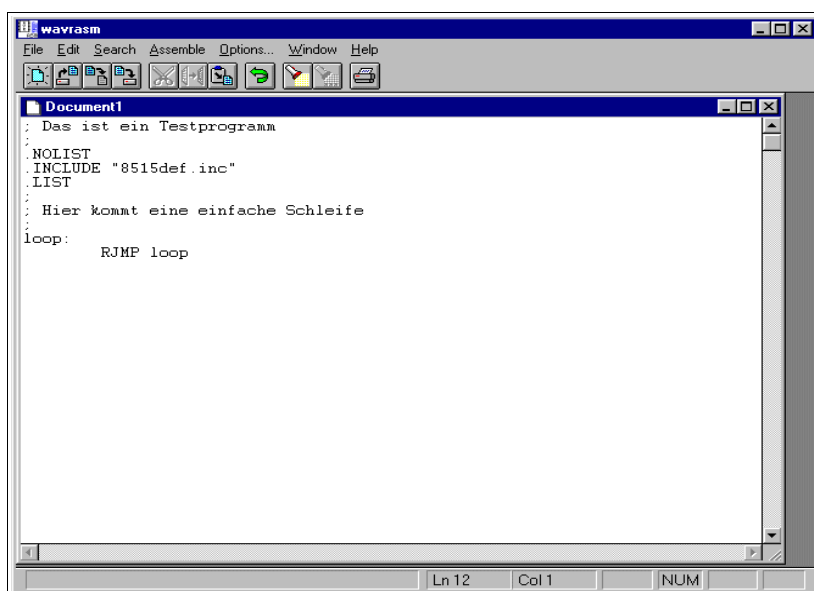 wavrasm
File Edit Search Assemble Options... Window Help
Document1
; Das ist ein Testprogramm
;
.NOLIST
.INCLUDE "8515def.inc"
.LIST
;
; Hier kommt eine einfache Schleife
;
loop:
RJMP loop
Ln 12 Col 1 NUM